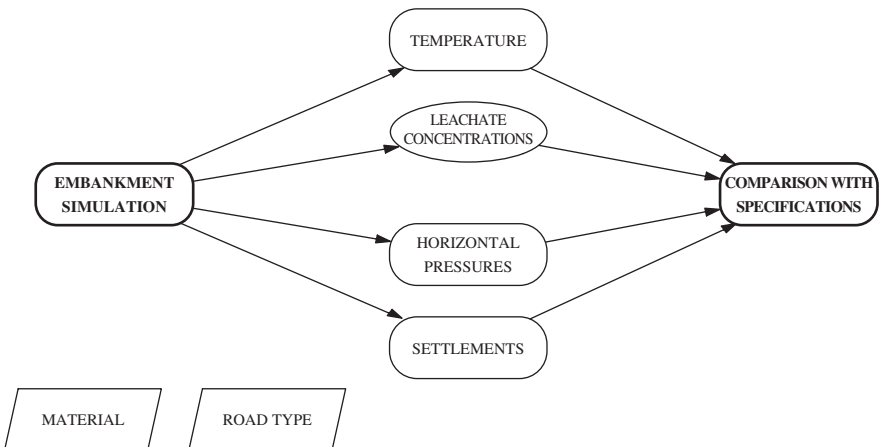 TEMPERATURE
LEACHATE
CONCENTRATIONS
EMBANKMENT
SIMULATION
COMPARISON WITH
SPECIFICATIONS
HORIZONTAL
PRESSURES
SETTLEMENTS
MATERIAL
ROAD TYPE